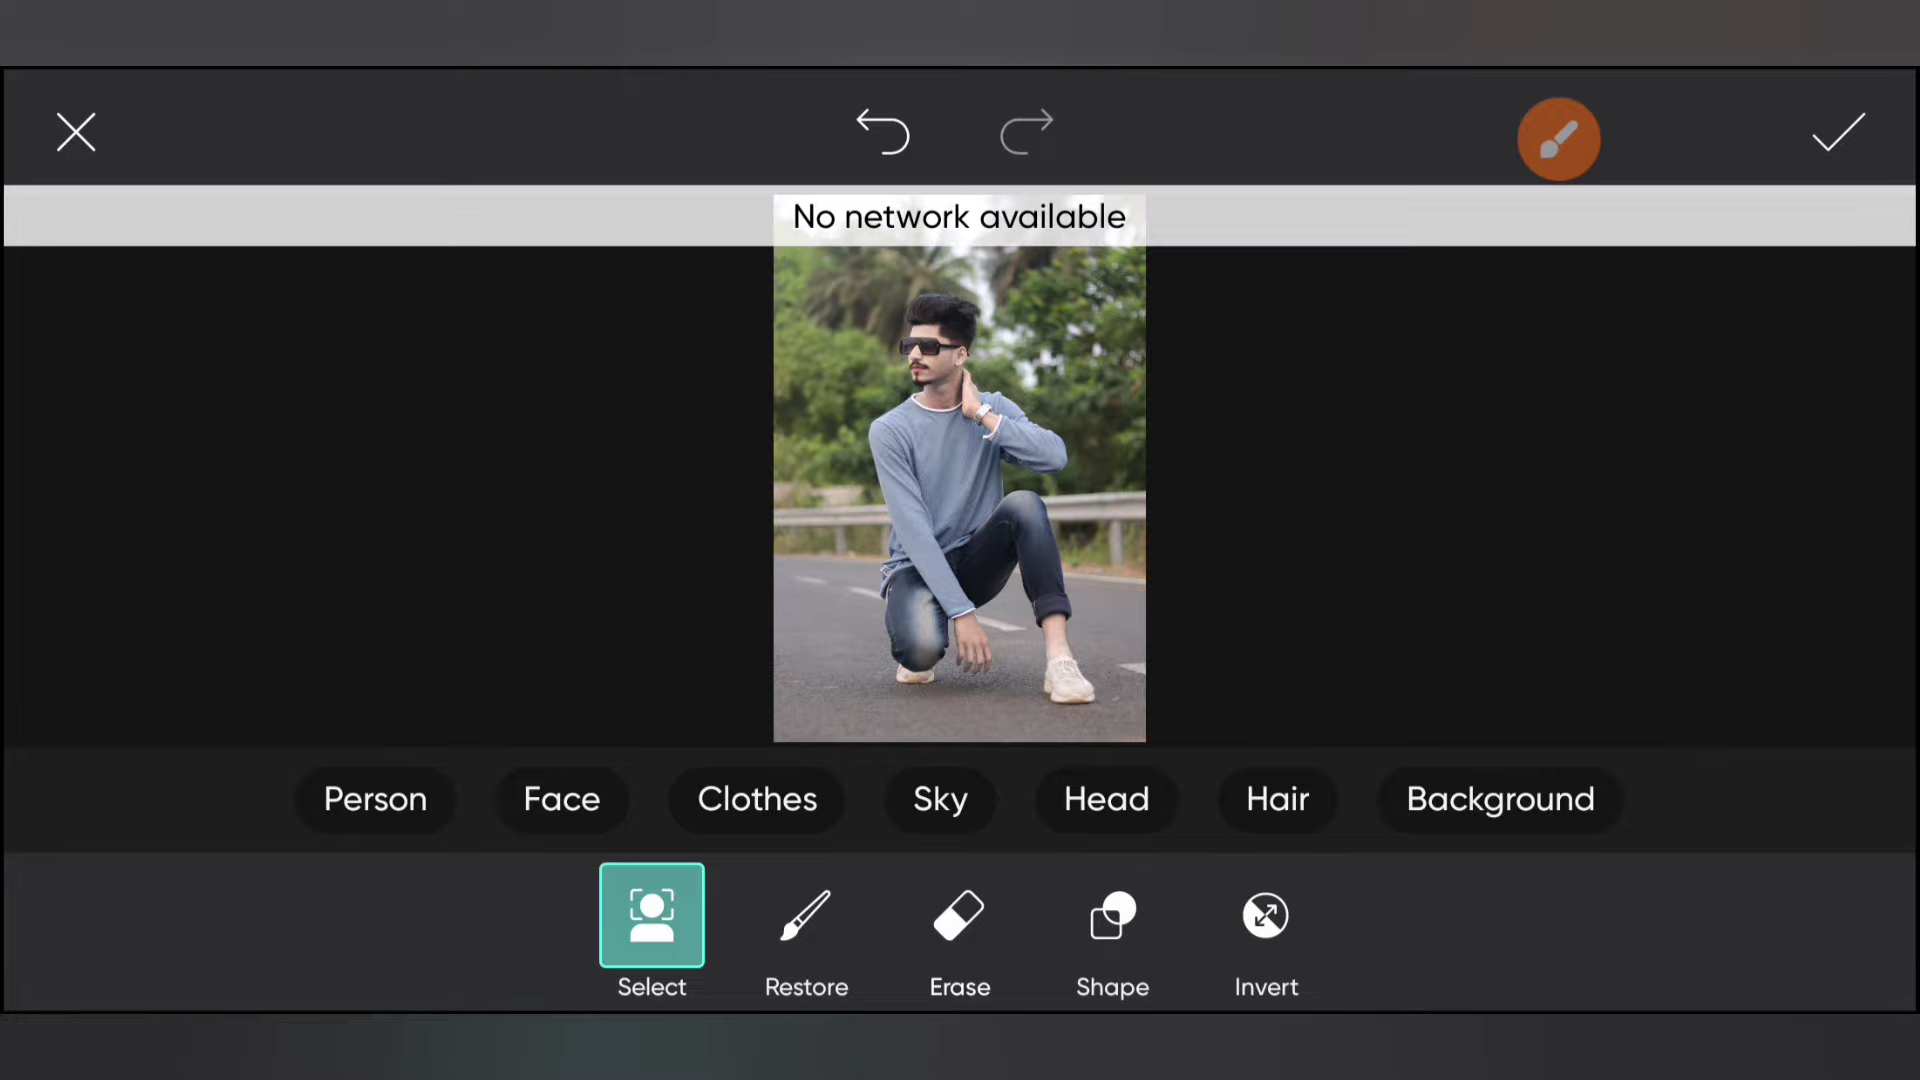 No network available
Person Face Clothes Sky Head Hair Background
Select Restore Erase Shape Invert